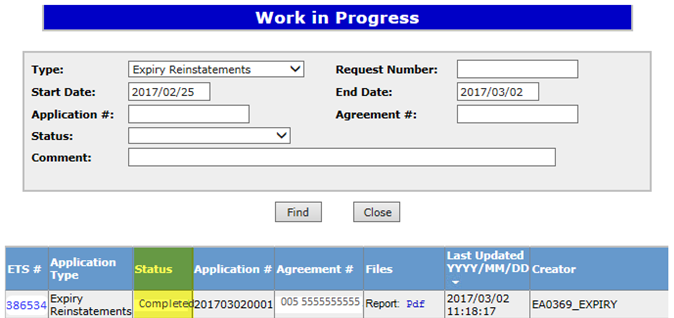 Work in Progress
Type: Expiry Reinstatements Request Number:
Start Date: 2017/02/25 End Date: 2017/03/02
Application #: Agreement #:
Status:
Comment:
Find Close
ETS # Application Type Status Application # Agreement # Files Last Updated YYYY/MM/DD Creator
386534 Expiry Reinstatements Completed 201703020001 005 5555555555 Report: Pdf 2017/03/02 11:18:17 EA0369_EXPIRY